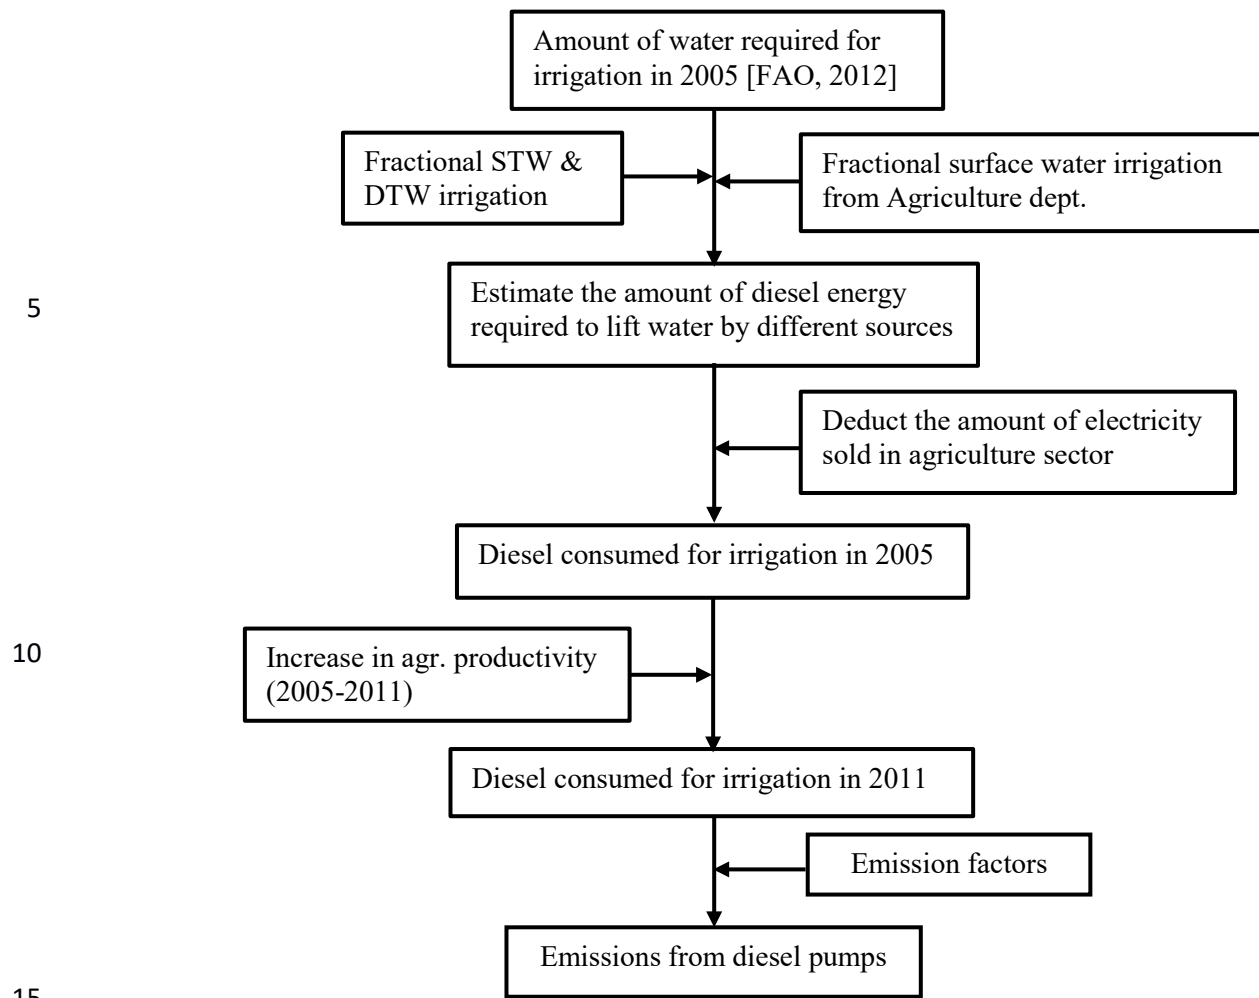 Amount of water required for
irrigation in 2005 [FAO, 2012]
Fractional STW &
DTW irrigation
Fractional surface water irrigation
from Agriculture dept.
5
Estimate the amount of diesel energy
required to lift water by different sources
Deduct the amount of electricity
sold in agriculture sector
Diesel consumed for irrigation in 2005
10
Increase in agr. productivity
(2005-2011)
Diesel consumed for irrigation in 2011
Emission factors
Emissions from diesel pumps
15